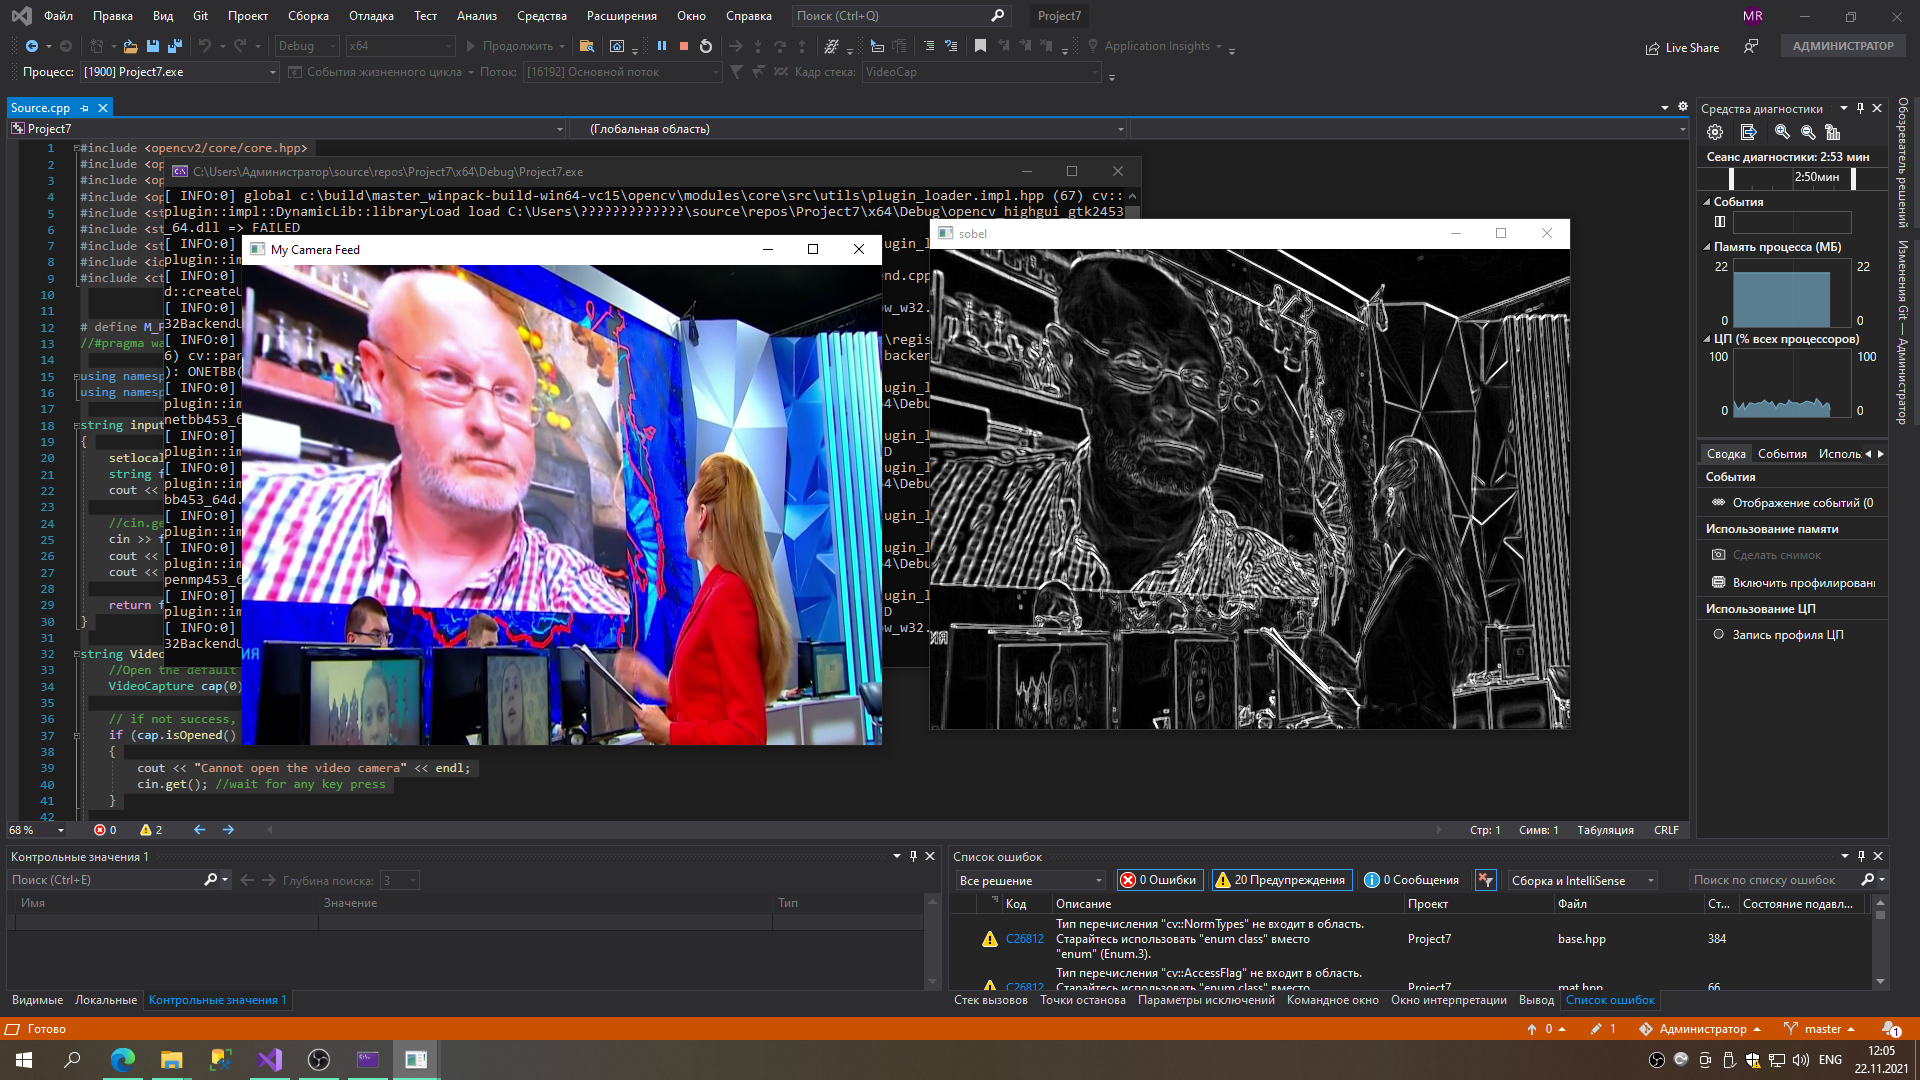 Файл Правка Вид Git Проект Сборка Отладка Тест Анализ Средства Расширения Окно Справка Поиск (Ctrl+Q) Project7 MR
Debug x64 Продолжить Application Insights Live Share АДМИНИСТРАТОР
Процесс: [1900] Project7.exe События жизненного цикла Поток: [16192] Основной поток Кадр стека: VideoCap
Source.cpp
Project7 (Глобальная область)
1 #include <opencv2/core/core.hpp>
2 #include <op
3 #include <op
4 #include <op
5 #include <st
6 #include <st
7 #include <st
8 #include <io
9 #include <ct
10
11
12 # define M_P
13 //#pragma wa
14
15 using namesp
16 using namesp
17
18 string input
19 {
20 setlocal
21 string f
22 cout <<
23
24 //cin.ge
25 cin >> f
26 cout <<
27 cout <<
28
29 return f
30 }
31
32 string Video
33 //Open the default
34 VideoCapture cap(0)
35
36 // if not success,
37 if (cap.isOpened()
38 {
39 cout << "Cannot open the video camera" << endl;
40 cin.get(); //wait for any key press
41 }
42
C:\Users\Администратор\source\repos\Project7\x64\Debug\Project7.exe
[ INFO:0] global c:\build\master_winpack-build-win64-vc15\opencv\modules\core\src\utils\plugin_loader.impl.hpp (67) cv::
plugin::impl::DynamicLib::libraryLoad load C:\Users\?????????????\source\repos\Project7\x64\Debug\opencv_highgui_gtk2453
_64.dll => FAILED
[ INFO:0]
plugin::im
[ INFO:0]
d::createU
[ INFO:0]
32BackendU
[ INFO:0]
6) cv::par
): ONETBB(
[ INFO:0]
plugin::im
netbb453_6
[ INFO:0]
plugin::im
[ INFO:0]
plugin::im
bb453_64d.
[ INFO:0]
plugin::im
[ INFO:0]
plugin::im
penmp453_6
[ INFO:0]
plugin::im
[ INFO:0]
32BackendU
My Camera Feed
ИЯ
sobel
ИЯ
68 % 0 2 Стр: 1 Симв: 1 Табуляция CRLF
Средства диагностики
Сеанс диагностики: 2:53 мин
2:50мин
События
Память процесса (МБ)
22 22
0 0
ЦП (% всех процессоров)
100 100
0 0
Сводка События Исполь
События
Отображение событий (0
Использование памяти
Сделать снимок
Включить профилирован
Использование ЦП
Запись профиля ЦП
Обозреватель решений
Изменения Git — Администратор
Контрольные значения 1
Поиск (Ctrl+E) Глубина поиска: 3
Имя Значение Тип
Видимые Локальные Контрольные значения 1
Список ошибок
Все решение 0 Ошибки 20 Предупреждения 0 Сообщения Сборка и IntelliSense Поиск по списку ошибок
Код Описание Проект Файл Ст... Состояние подавл...
C26812 Тип перечисления "cv::NormTypes" не входит в область. Старайтесь использовать "enum class" вместо "enum" (Enum.3). Project7 base.hpp 384
C26812 Тип перечисления "cv::AccessFlag" не входит в область. Старайтесь использовать "enum class" вместо Project7 mat.hpp 66
Стек вызовов Точки останова Параметры исключений Командное окно Окно интерпретации Вывод Список ошибок
Готово 0 1 Администратор master 1
ENG 12:05
22.11.2021